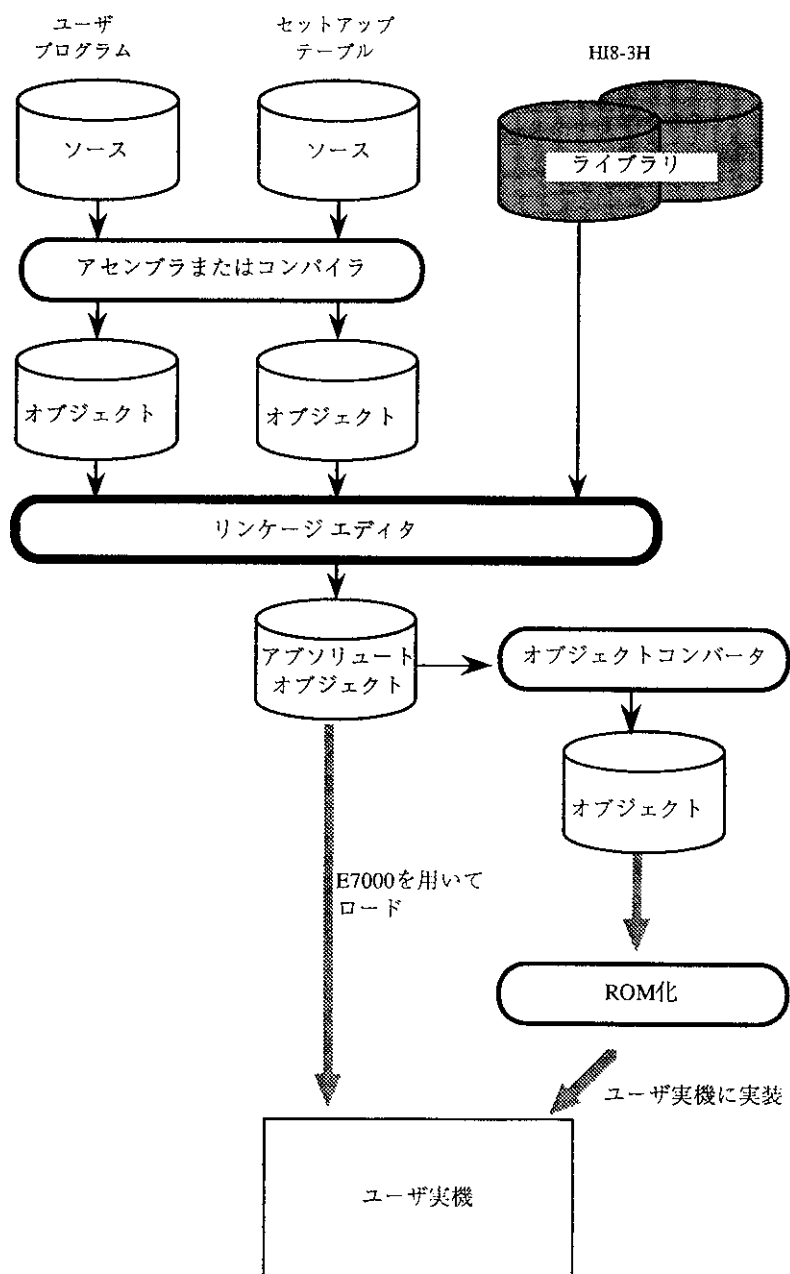 ユーザ
プログラム
セットアップ
テーブル
HI8-3H
ソース
ソース
ライブラリ
アセンブラまたはコンパイラ
オブジェクト
オブジェクト
リンケージ エディタ
アブソリュート
オブジェクト
オブジェクトコンバータ
オブジェクト
E7000を用いて
ロード
ROM化
ユーザ実機に実装
ユーザ実機